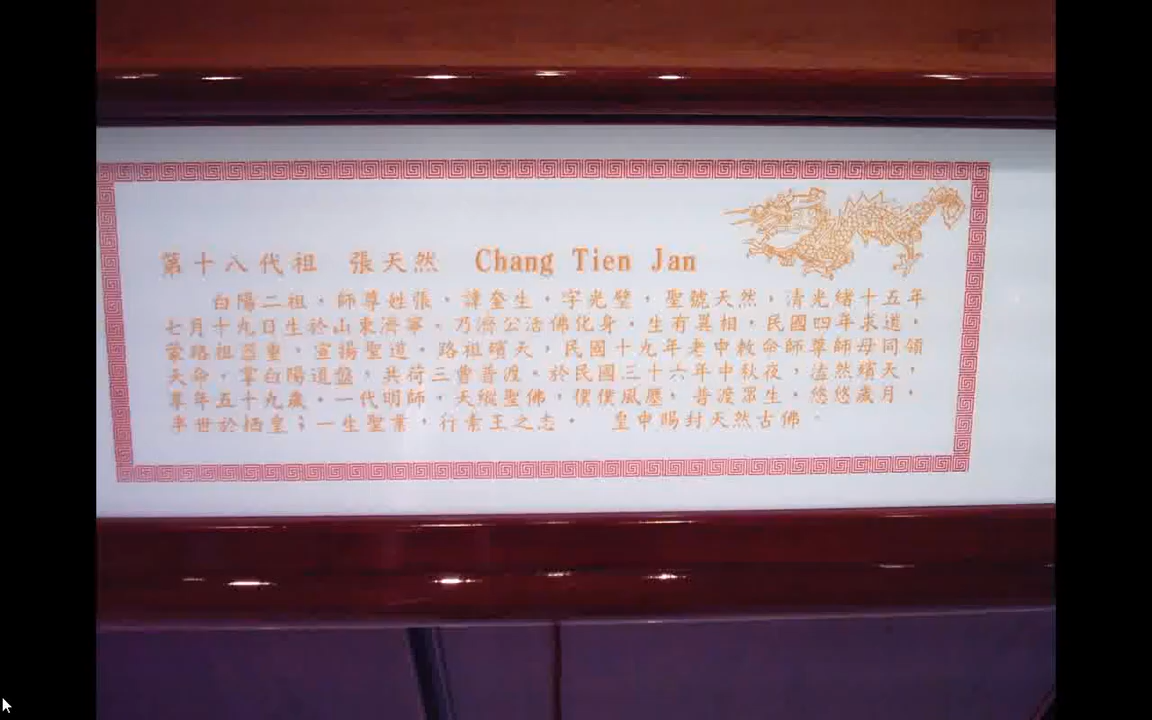 第十八代祖 張天然 Chang Tien Jan
白陽二祖，師尊姓張，諱奎生，字光璧，聖號天然，清光緒十五年
七月十九日生於山東濟寧。乃濟公活佛化身，生有異相，民國四年求道，
蒙路祖器重，宣揚聖道。路祖殯天，民國十九年老申敕命師尊師母同領
天命，掌白陽道盤，共荷三曹普渡。於民國三十六年中秋夜，溘然殯天，
享年五十九歲。一代明師，天縱聖佛，僕僕風塵，普渡眾生。悠悠歲月，
半世於栖皇；一生聖業，行素王之志。 皇申賜封天然古佛。